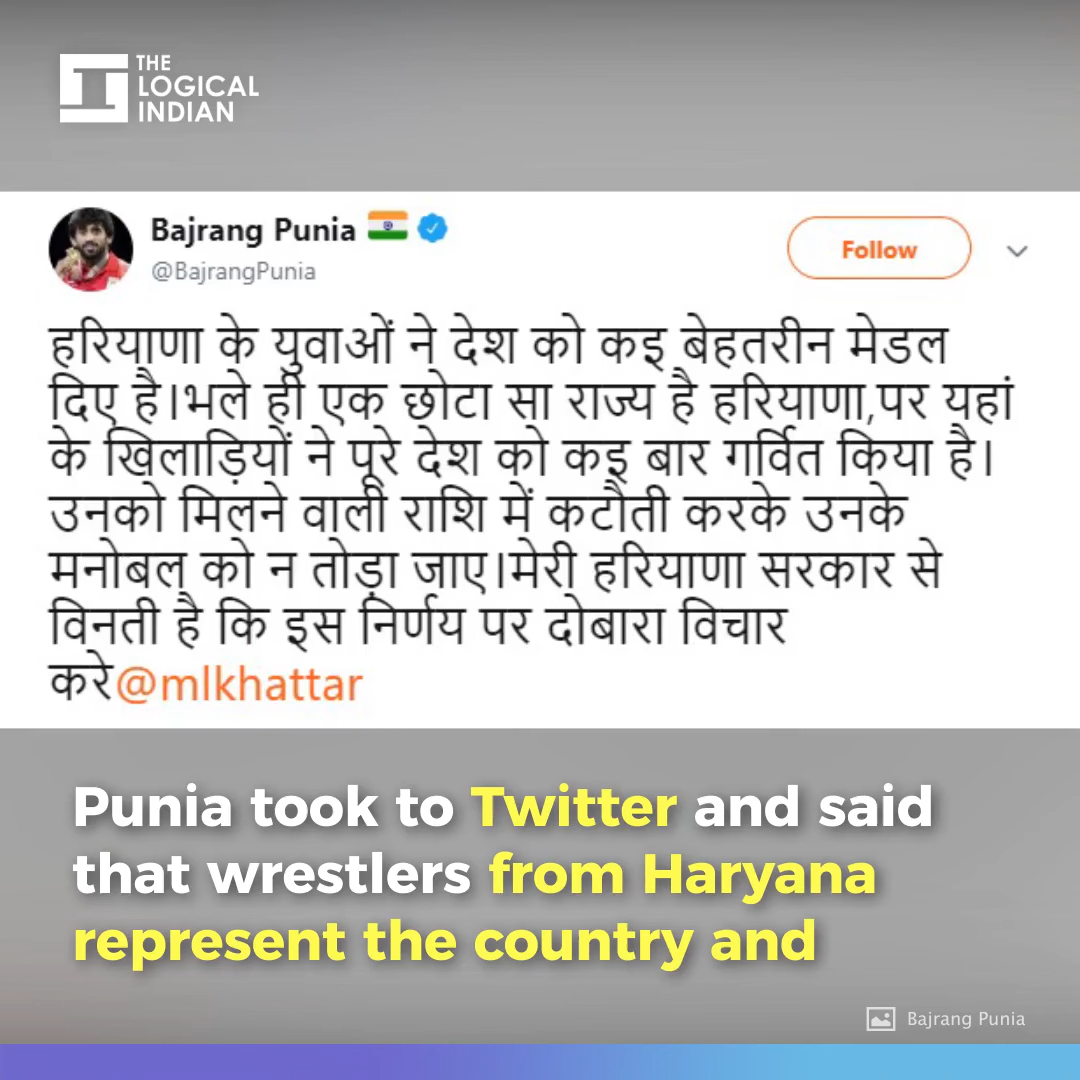 THE
LOGICAL
INDIAN
Bajrang Punia
@BajrangPunia
Follow
हरियाणा के युवाओं ने देश को कइ बेहतरीन मेडल
दिए है।भले ही एक छोटा सा राज्य है हरियाणा,पर यहां
के खिलाड़ियों ने पूरे देश को कइ बार गर्वित किया है।
उनको मिलने वाली राशि में कटौती करके उनके
मनोबल को न तोड़ा जाए।मेरी हरियाणा सरकार से
विनती है कि इस निर्णय पर दोबारा विचार
करे@mlkhattar
Punia took to Twitter and said
that wrestlers from Haryana
represent the country and
Bajrang Punia